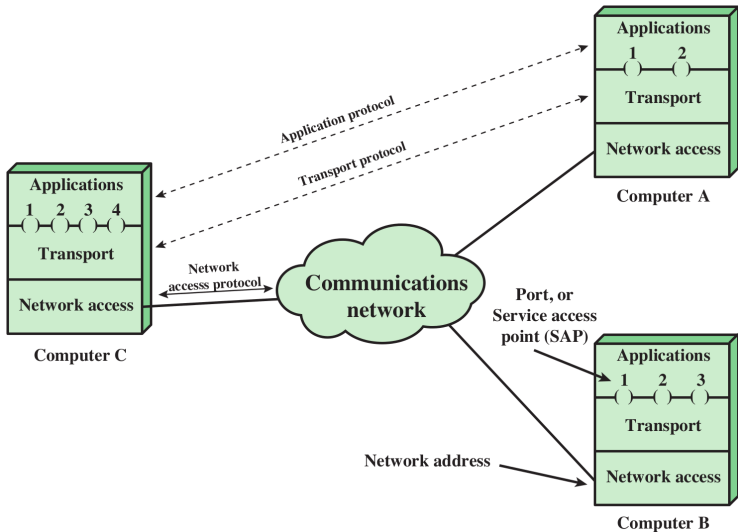 Applications
1 2
Transport
Network access
Computer A
Application protocol
Transport protocol
Applications
1 2 3 4
Transport
Network access
Computer C
Network
accesss protocol
Communications
network
Port, or
Service access
point (SAP)
Applications
1 2 3
Transport
Network access
Computer B
Network address